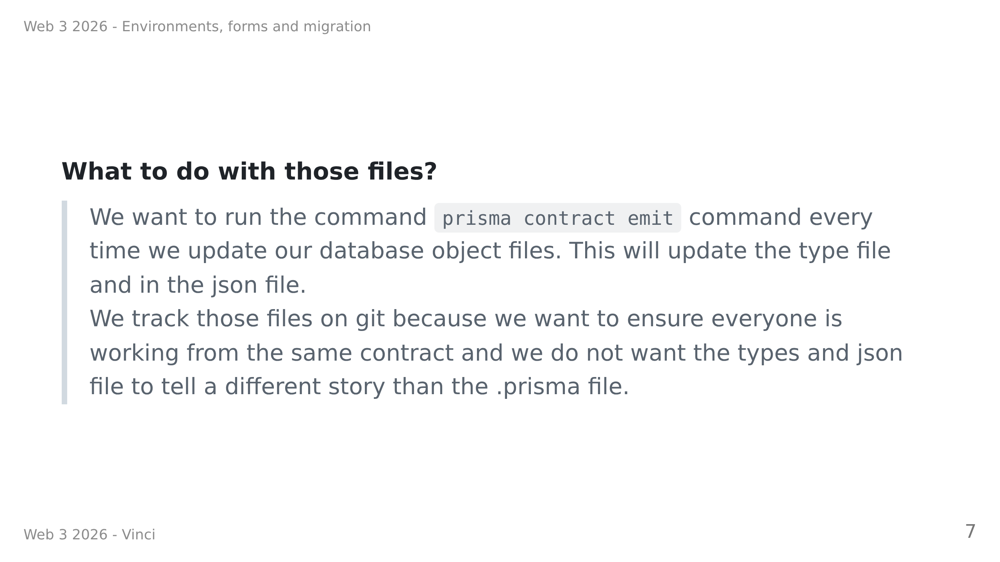 Web 3 2026 - Environments, forms and migration
What to do with those files?
We want to run the command prisma contract emit command every
time we update our database object files. This will update the type file
and in the json file.
We track those files on git because we want to ensure everyone is
working from the same contract and we do not want the types and json
file to tell a different story than the .prisma file.
Web 3 2026 - Vinci
7